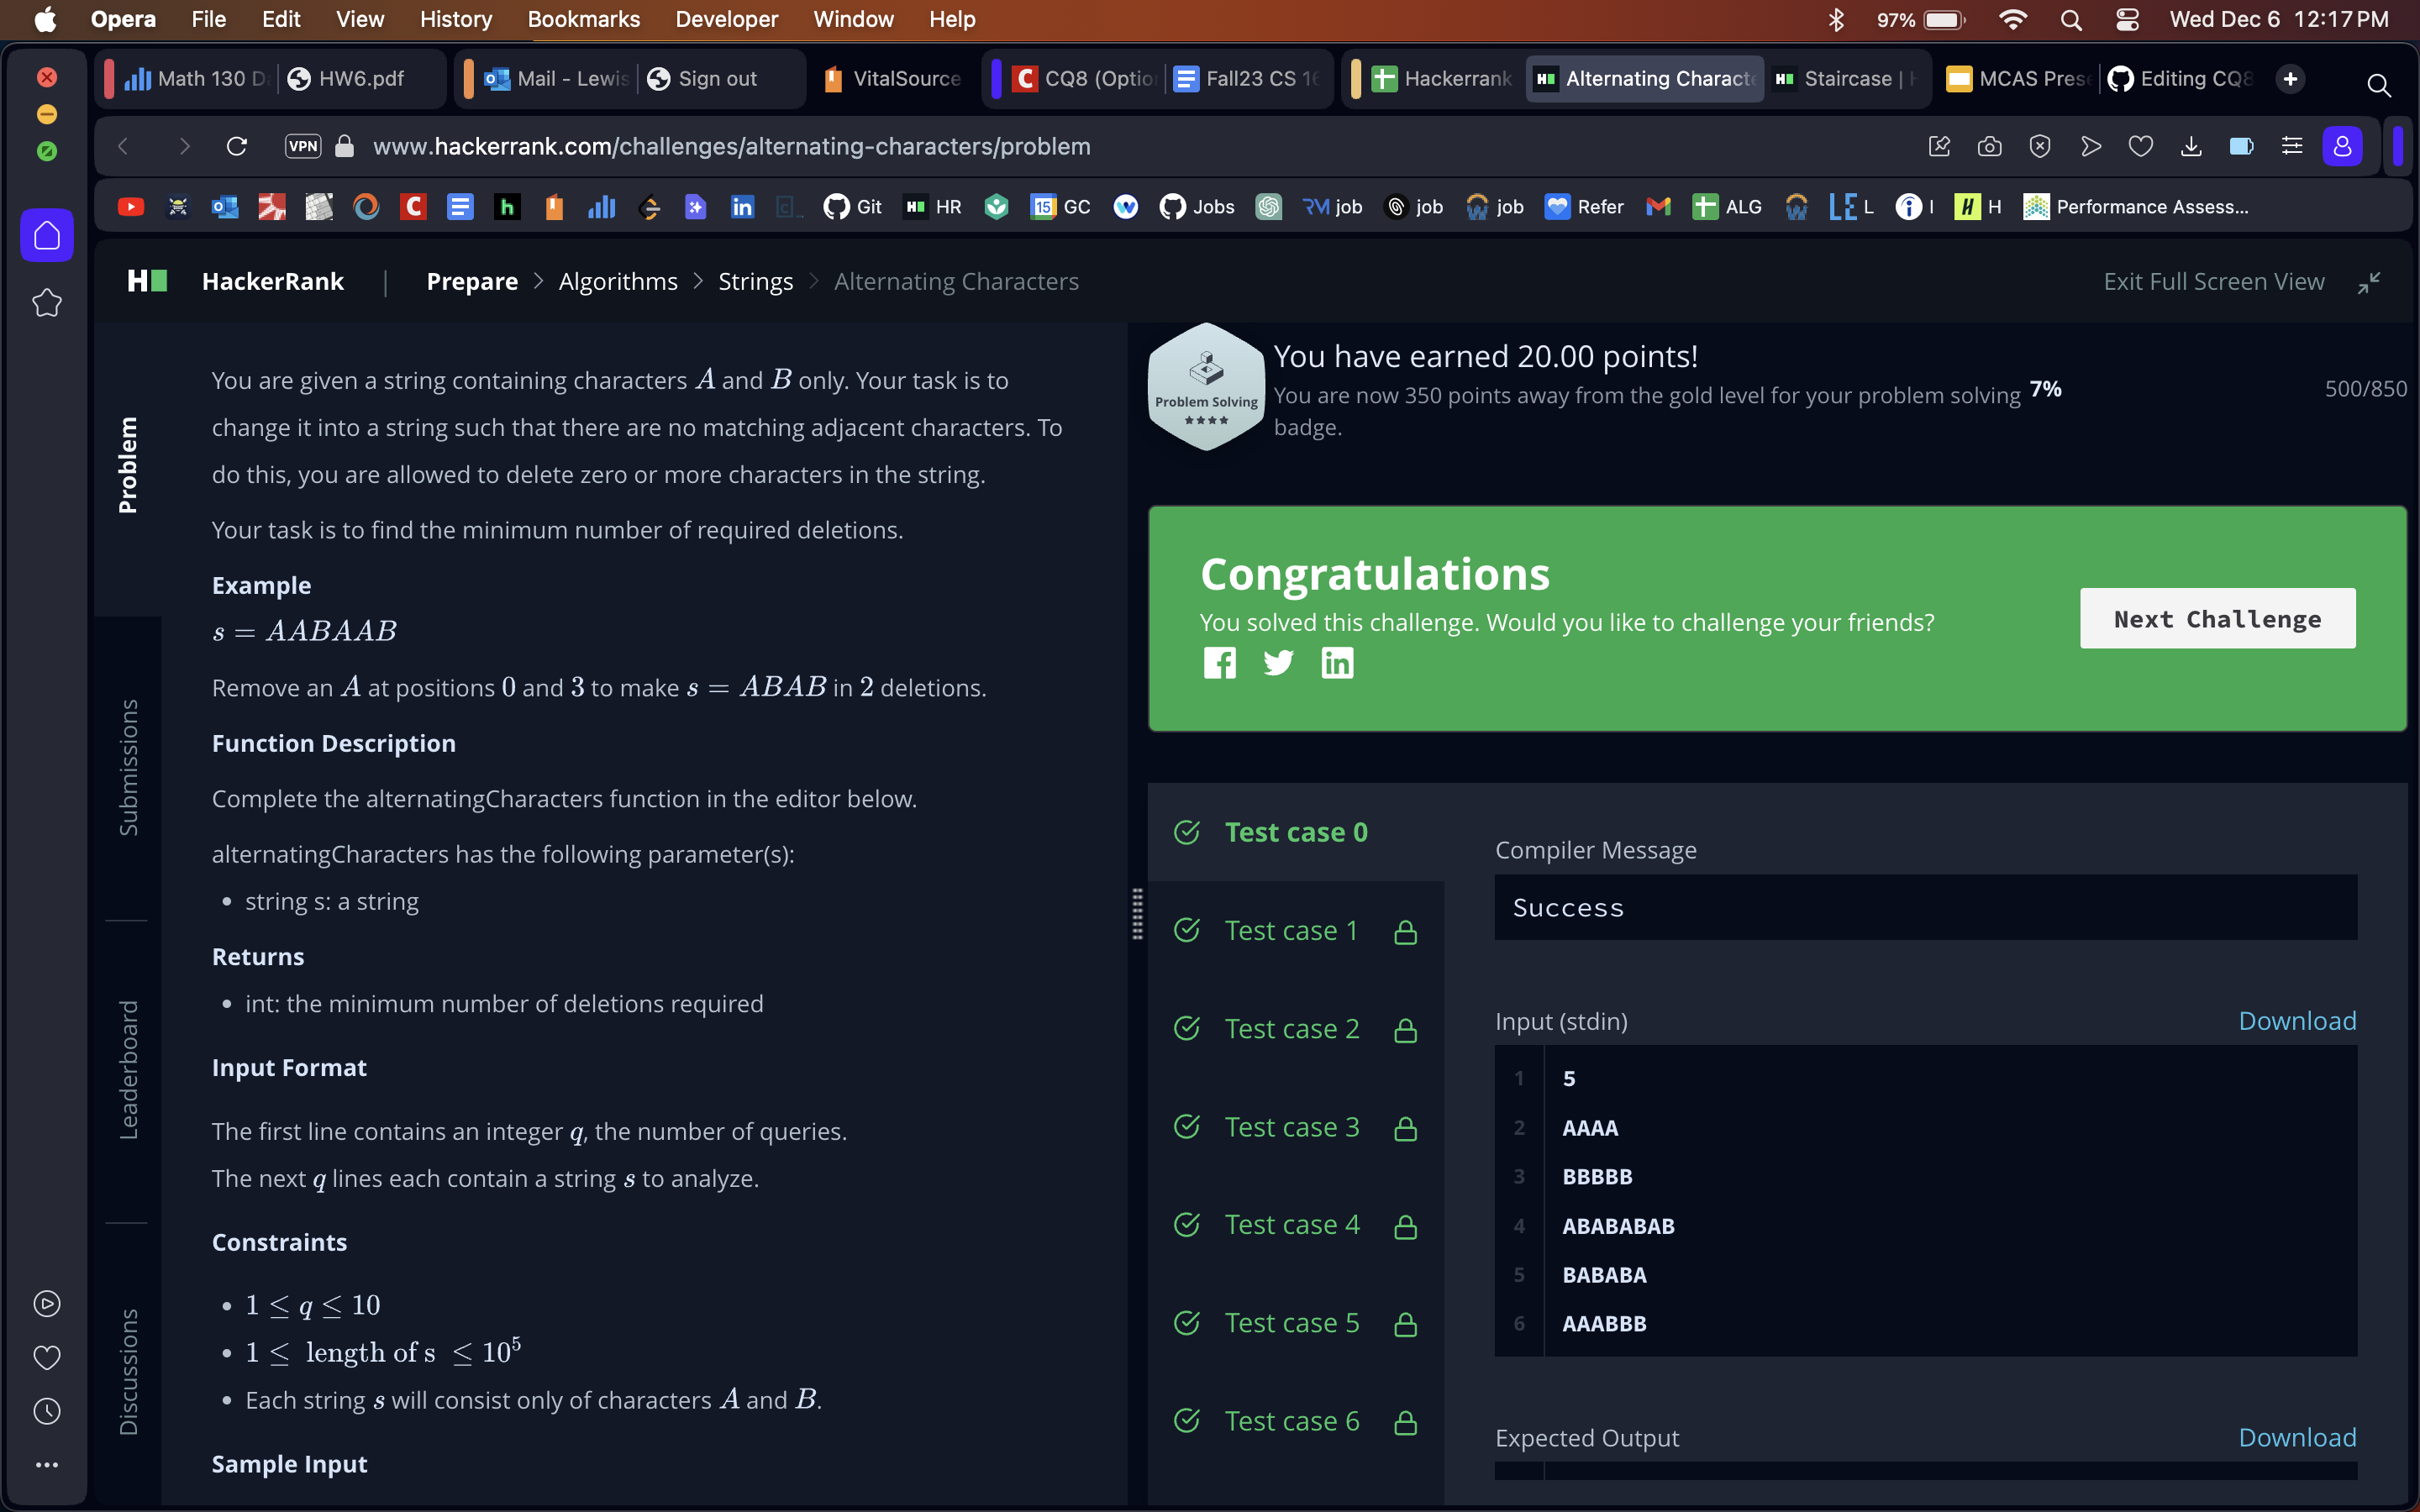 Opera File Edit View History Bookmarks Developer Window Help 97% Wed Dec 6 12:17 PM
Math 130 D HW6.pdf Mail - Lewis Sign out VitalSource CQ8 (Optio Fall23 CS 16 Hackerrank Alternating Characte Staircase | H MCAS Prese Editing CQ8
VPN www.hackerrank.com/challenges/alternating-characters/problem
Git HR GC Jobs job job job Refer ALG L I H Performance Assess...
HackerRank | Prepare > Algorithms > Strings > Alternating Characters Exit Full Screen View
Problem
Submissions
Leaderboard
Discussions
You are given a string containing characters A and B only. Your task is to
change it into a string such that there are no matching adjacent characters. To
do this, you are allowed to delete zero or more characters in the string.
Your task is to find the minimum number of required deletions.
Example
s = AABAAB
Remove an A at positions 0 and 3 to make s = ABAB in 2 deletions.
Function Description
Complete the alternatingCharacters function in the editor below.
alternatingCharacters has the following parameter(s):
• string s: a string
Returns
• int: the minimum number of deletions required
Input Format
The first line contains an integer q, the number of queries.
The next q lines each contain a string s to analyze.
Constraints
• 1 ≤ q ≤ 10
• 1 ≤ length of s ≤ 10⁵
• Each string s will consist only of characters A and B.
Sample Input
Problem Solving
You have earned 20.00 points!
You are now 350 points away from the gold level for your problem solving 7% 500/850
badge.
Congratulations
You solved this challenge. Would you like to challenge your friends?
Next Challenge
Test case 0
Test case 1
Test case 2
Test case 3
Test case 4
Test case 5
Test case 6
Compiler Message
Success
Input (stdin) Download
1 5
2 AAAA
3 BBBBB
4 ABABABAB
5 BABABA
6 AAABBB
Expected Output Download